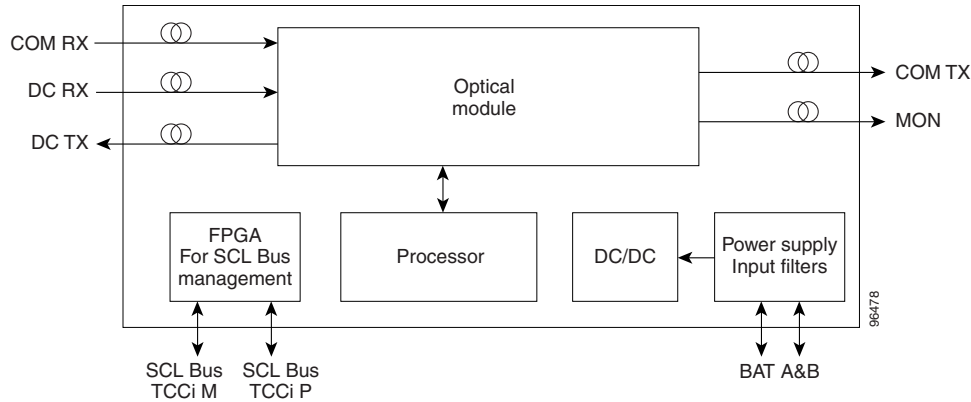 COM RX
DC RX
DC TX
Optical
module
COM TX
MON
FPGA
For SCL Bus
management
Processor
DC/DC
Power supply
Input filters
96478
SCL Bus
TCCi M
SCL Bus
TCCi P
BAT A&B